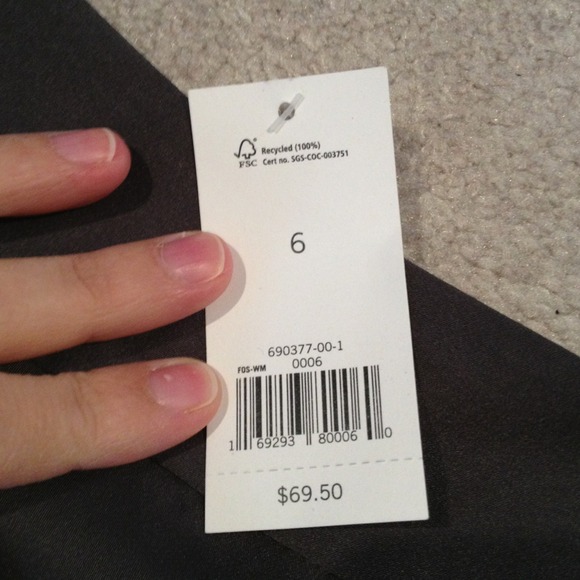 FSC® Recycled (100%)
Cert no. SGS-COC-003751
6
690377-00-1
FDS-WM 0006
1 69293 80006 0
$69.50